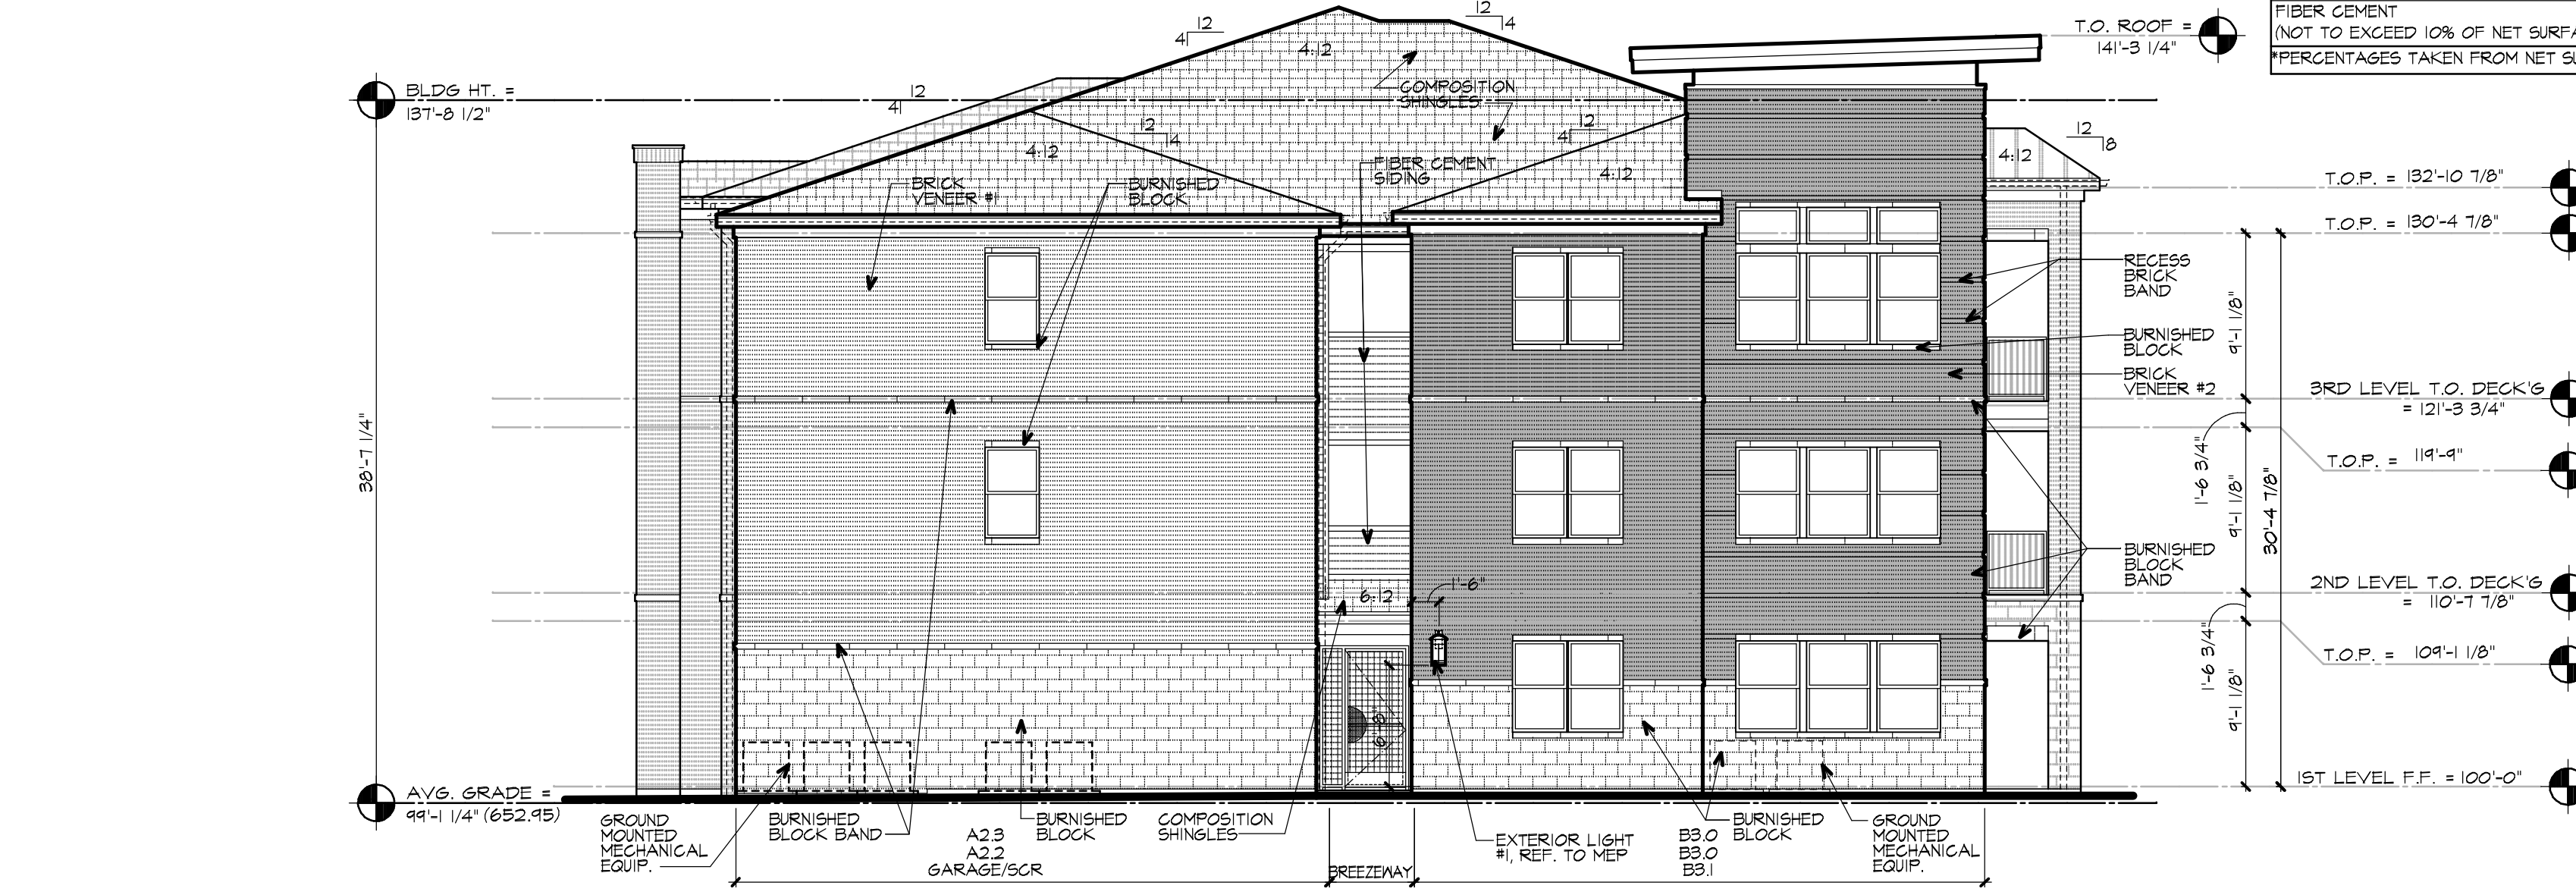 FIBER CEMENT
(NOT TO EXCEED 10% OF NET SURFA
*PERCENTAGES TAKEN FROM NET SU
T.O. ROOF =
141'-3 1/4"
12
4
12
4
4:12
COMPOSITION
SHINGLES
BLDG HT. =
137'-8 1/2"
12
4
12
4
12
4
4:12
4:12
12
8
4:12
FIBER CEMENT
SIDING
BRICK
VENEER #1
BURNISHED
BLOCK
T.O.P. = 132'-10 7/8"
T.O.P. = 130'-4 7/8"
RECESS
BRICK
BAND
BURNISHED
BLOCK
BRICK
VENEER #2
9'-1 1/8"
3RD LEVEL T.O. DECK'G
= 121'-3 3/4"
38'-7 1/4"
1'-6 3/4"
T.O.P. = 119'-9"
9'-1 1/8"
30'-4 7/8"
BURNISHED
BLOCK
BAND
2ND LEVEL T.O. DECK'G
= 110'-7 7/8"
1'-6"
6:12
1'-6 3/4"
T.O.P. = 109'-1 1/8"
9'-1 1/8"
6'-8"
1ST LEVEL F.F. = 100'-0"
AVG. GRADE =
99'-1 1/4" (652.95)
GROUND
MOUNTED
MECHANICAL
EQUIP.
BURNISHED
BLOCK BAND
A2.3
A2.2
GARAGE/SCR
BURNISHED
BLOCK
COMPOSITION
SHINGLES
BREEZEWAY
EXTERIOR LIGHT
#1, REF. TO MEP
B3.0
B3.0
B3.1
BURNISHED
BLOCK
GROUND
MOUNTED
MECHANICAL
EQUIP.